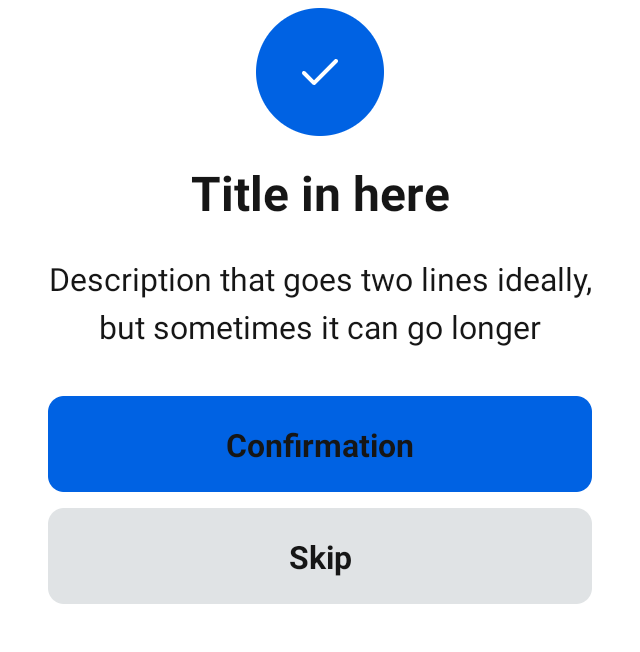 Title in here
Description that goes two lines ideally,
but sometimes it can go longer
Confirmation
Skip